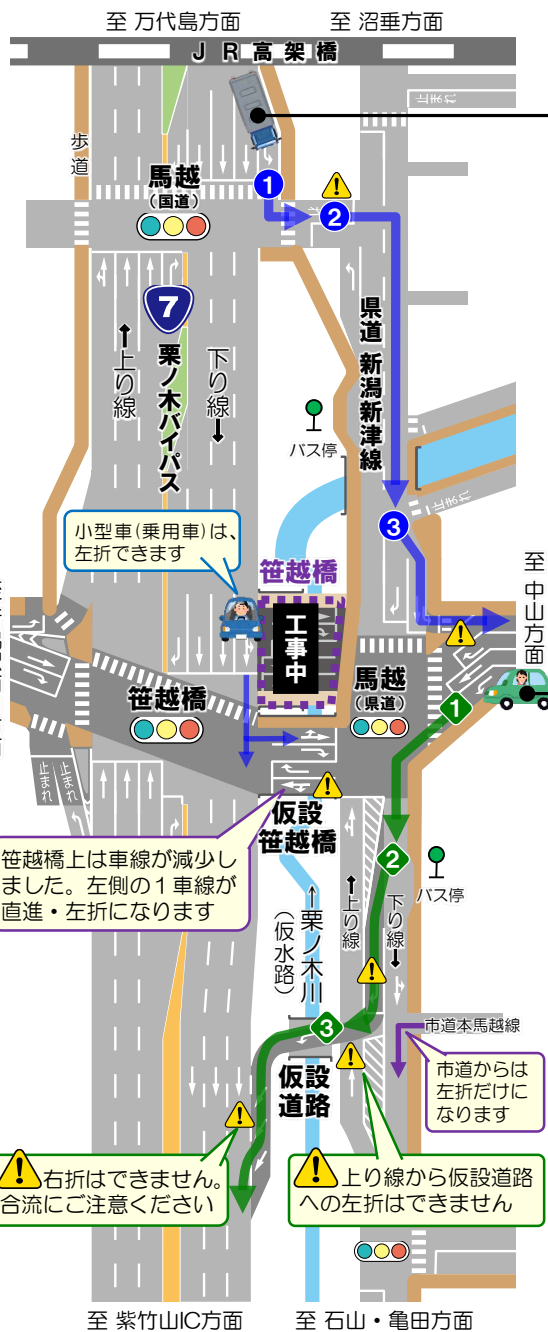 至 万代島方面
至 沼垂方面
JR高架橋
止まれ
歩道
馬越
(国道)
1
2
7
県道 新潟新津線
↑上り線
栗ノ木バイパス
下り線↓
バス停
止まれ
3
小型車(乗用車)は、
左折できます
笹越橋
至 中山方面
工事中
馬越
(県道)
笹越橋
1
止まれ
止まれ
仮設
笹越橋
笹越橋上は車線が減少し
ました。左側の1車線が
直進・左折になります
2
バス停
↑上り線
下り線↓
↑栗ノ木川
(仮水路)
3
市道本馬越線
仮設
道路
市道からは
左折だけに
なります
右折はできません。
合流にご注意ください
上り線から仮設道路
への左折はできません
至 紫竹山IC方面
至 石山・亀田方面